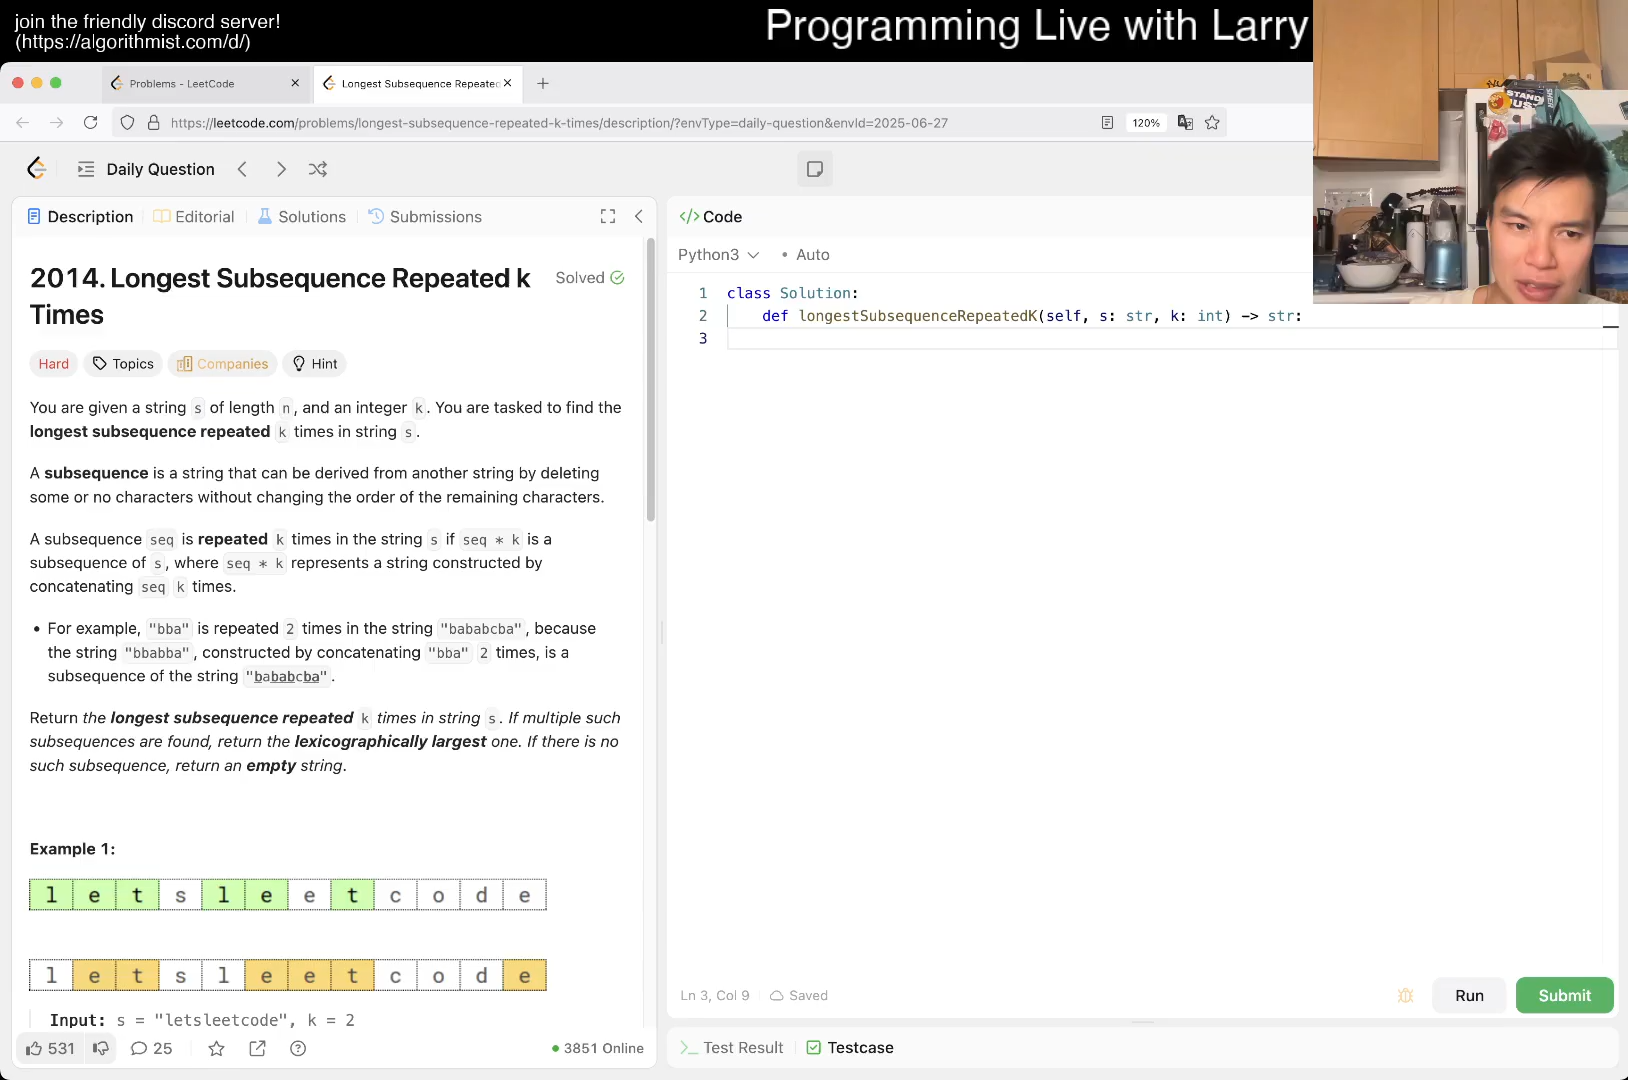 join the friendly discord server!
(https://algorithmist.com/d/)
Programming Live with Larry
Problems - LeetCode
Longest Subsequence Repeated
https://leetcode.com/problems/longest-subsequence-repeated-k-times/description/?envType=daily-question&envId=2025-06-27
120%
Daily Question
Description
Editorial
Solutions
Submissions
2014. Longest Subsequence Repeated k
Times
Solved
Hard
Topics
Companies
Hint
You are given a string s of length n, and an integer k. You are tasked to find the
longest subsequence repeated k times in string s.
A subsequence is a string that can be derived from another string by deleting
some or no characters without changing the order of the remaining characters.
A subsequence seq is repeated k times in the string s if seq * k is a
subsequence of s, where seq * k represents a string constructed by
concatenating seq k times.
• For example, "bba" is repeated 2 times in the string "bababcba", because
the string "bbabba", constructed by concatenating "bba" 2 times, is a
subsequence of the string "bababcba".
Return the longest subsequence repeated k times in string s. If multiple such
subsequences are found, return the lexicographically largest one. If there is no
such subsequence, return an empty string.
Example 1:
l e t s l e e t c o d e
l e t s l e e t c o d e
Input: s = "letsleetcode", k = 2
531
25
3851 Online
</> Code
Python3
• Auto
1 class Solution:
2 def longestSubsequenceRepeatedK(self, s: str, k: int) -> str:
3
Ln 3, Col 9
Saved
Run
Submit
Test Result
Testcase
STAND